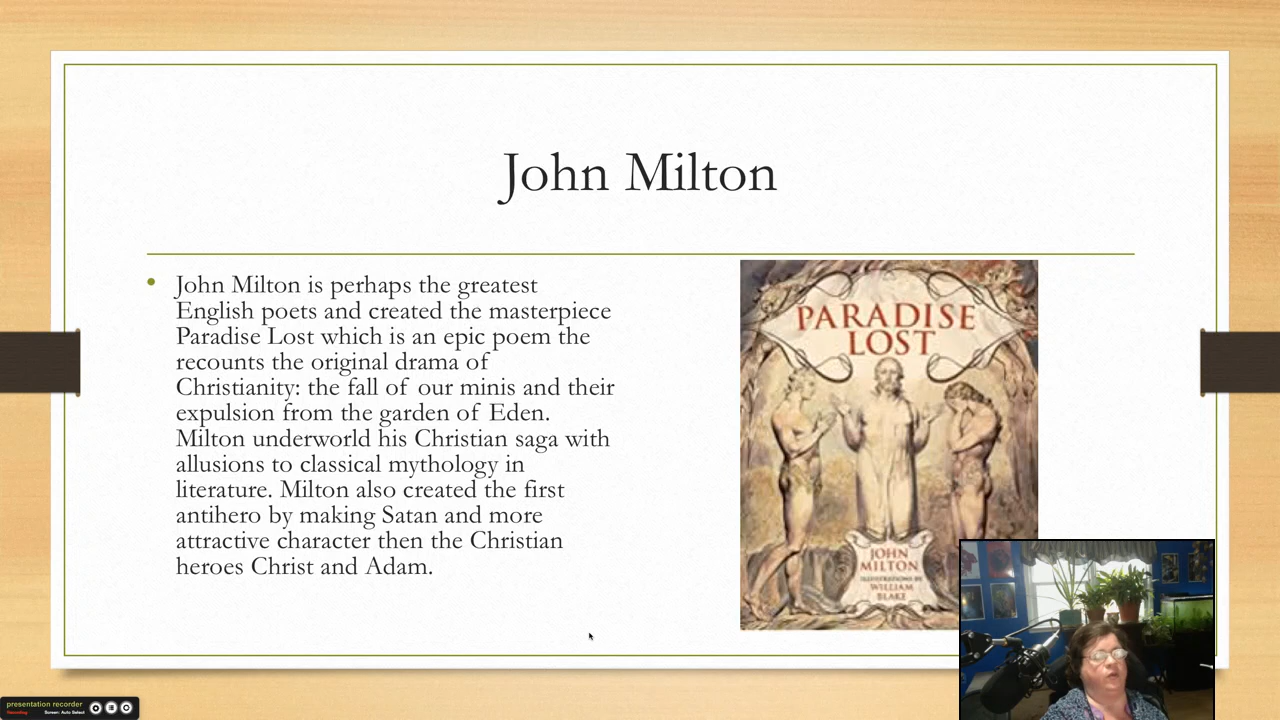 John Milton
• John Milton is perhaps the greatest
English poets and created the masterpiece
Paradise Lost which is an epic poem the
recounts the original drama of
Christianity: the fall of our minis and their
expulsion from the garden of Eden.
Milton underworld his Christian saga with
allusions to classical mythology in
literature. Milton also created the first
antihero by making Satan and more
attractive character then the Christian
heroes Christ and Adam.
PARADISE
LOST
JOHN
MILTON
ILLUSTRATIONS BY
WILLIAM
BLAKE
presentation recorder
Recording
Screen: Auto Select